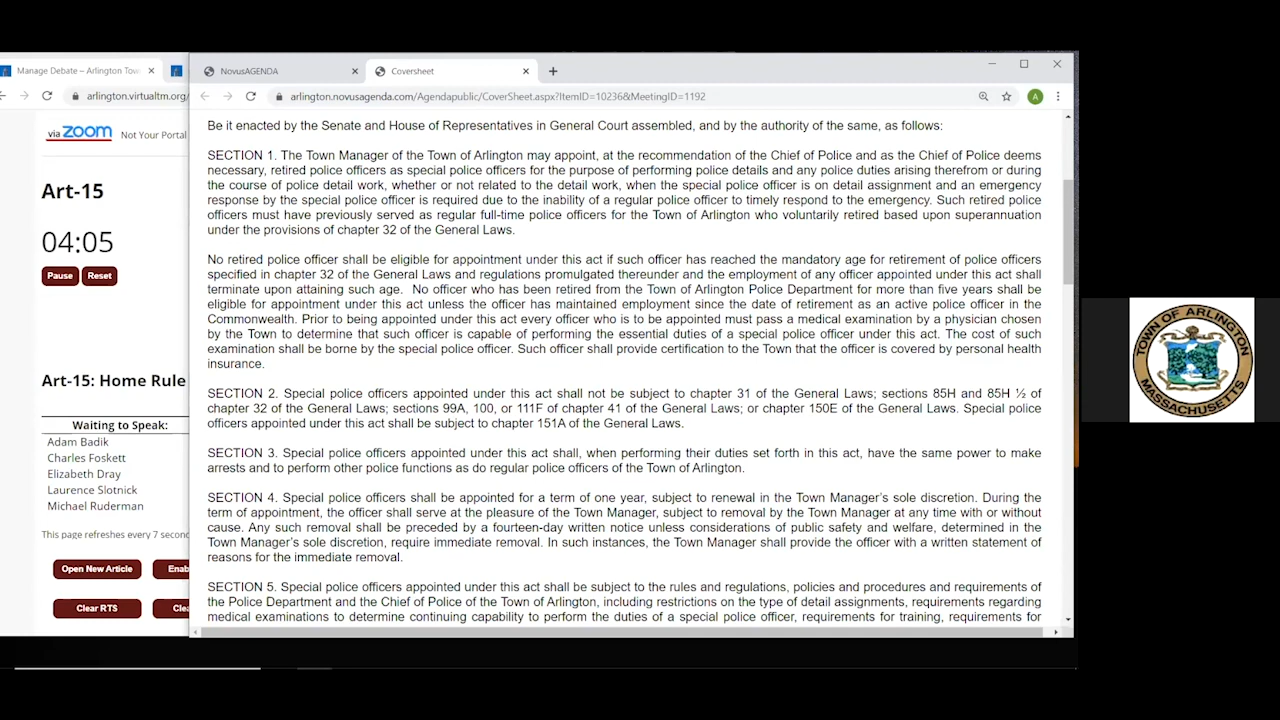 Manage Debate – Arlington Tow
NovusAGENDA
Coversheet
arlington.virtualtm.org/
arlington.novusagenda.com/Agendapublic/CoverSheet.aspx?ItemID=10236&MeetingID=1192
A
via zoom Not Your Portal
Art-15
04:05
Pause Reset
Art-15: Home Rule
Waiting to Speak:
Adam Badik
Charles Foskett
Elizabeth Dray
Laurence Slotnick
Michael Ruderman
This page refreshes every 7 second
Open New Article Enab
Clear RTS Clea
Be it enacted by the Senate and House of Representatives in General Court assembled, and by the authority of the same, as follows:
SECTION 1. The Town Manager of the Town of Arlington may appoint, at the recommendation of the Chief of Police and as the Chief of Police deems
necessary, retired police officers as special police officers for the purpose of performing police details and any police duties arising therefrom or during
the course of police detail work, whether or not related to the detail work, when the special police officer is on detail assignment and an emergency
response by the special police officer is required due to the inability of a regular police officer to timely respond to the emergency. Such retired police
officers must have previously served as regular full-time police officers for the Town of Arlington who voluntarily retired based upon superannuation
under the provisions of chapter 32 of the General Laws.
No retired police officer shall be eligible for appointment under this act if such officer has reached the mandatory age for retirement of police officers
specified in chapter 32 of the General Laws and regulations promulgated thereunder and the employment of any officer appointed under this act shall
terminate upon attaining such age. No officer who has been retired from the Town of Arlington Police Department for more than five years shall be
eligible for appointment under this act unless the officer has maintained employment since the date of retirement as an active police officer in the
Commonwealth. Prior to being appointed under this act every officer who is to be appointed must pass a medical examination by a physician chosen
by the Town to determine that such officer is capable of performing the essential duties of a special police officer under this act. The cost of such
examination shall be borne by the special police officer. Such officer shall provide certification to the Town that the officer is covered by personal health
insurance.
SECTION 2. Special police officers appointed under this act shall not be subject to chapter 31 of the General Laws; sections 85H and 85H ½ of
chapter 32 of the General Laws; sections 99A, 100, or 111F of chapter 41 of the General Laws; or chapter 150E of the General Laws. Special police
officers appointed under this act shall be subject to chapter 151A of the General Laws.
SECTION 3. Special police officers appointed under this act shall, when performing their duties set forth in this act, have the same power to make
arrests and to perform other police functions as do regular police officers of the Town of Arlington.
SECTION 4. Special police officers shall be appointed for a term of one year, subject to renewal in the Town Manager's sole discretion. During the
term of appointment, the officer shall serve at the pleasure of the Town Manager, subject to removal by the Town Manager at any time with or without
cause. Any such removal shall be preceded by a fourteen-day written notice unless considerations of public safety and welfare, determined in the
Town Manager's sole discretion, require immediate removal. In such instances, the Town Manager shall provide the officer with a written statement of
reasons for the immediate removal.
SECTION 5. Special police officers appointed under this act shall be subject to the rules and regulations, policies and procedures and requirements of
the Police Department and the Chief of Police of the Town of Arlington, including restrictions on the type of detail assignments, requirements regarding
medical examinations to determine continuing capability to perform the duties of a special police officer, requirements for training, requirements for
TOWN OF ARLINGTON
MASSACHUSETTS